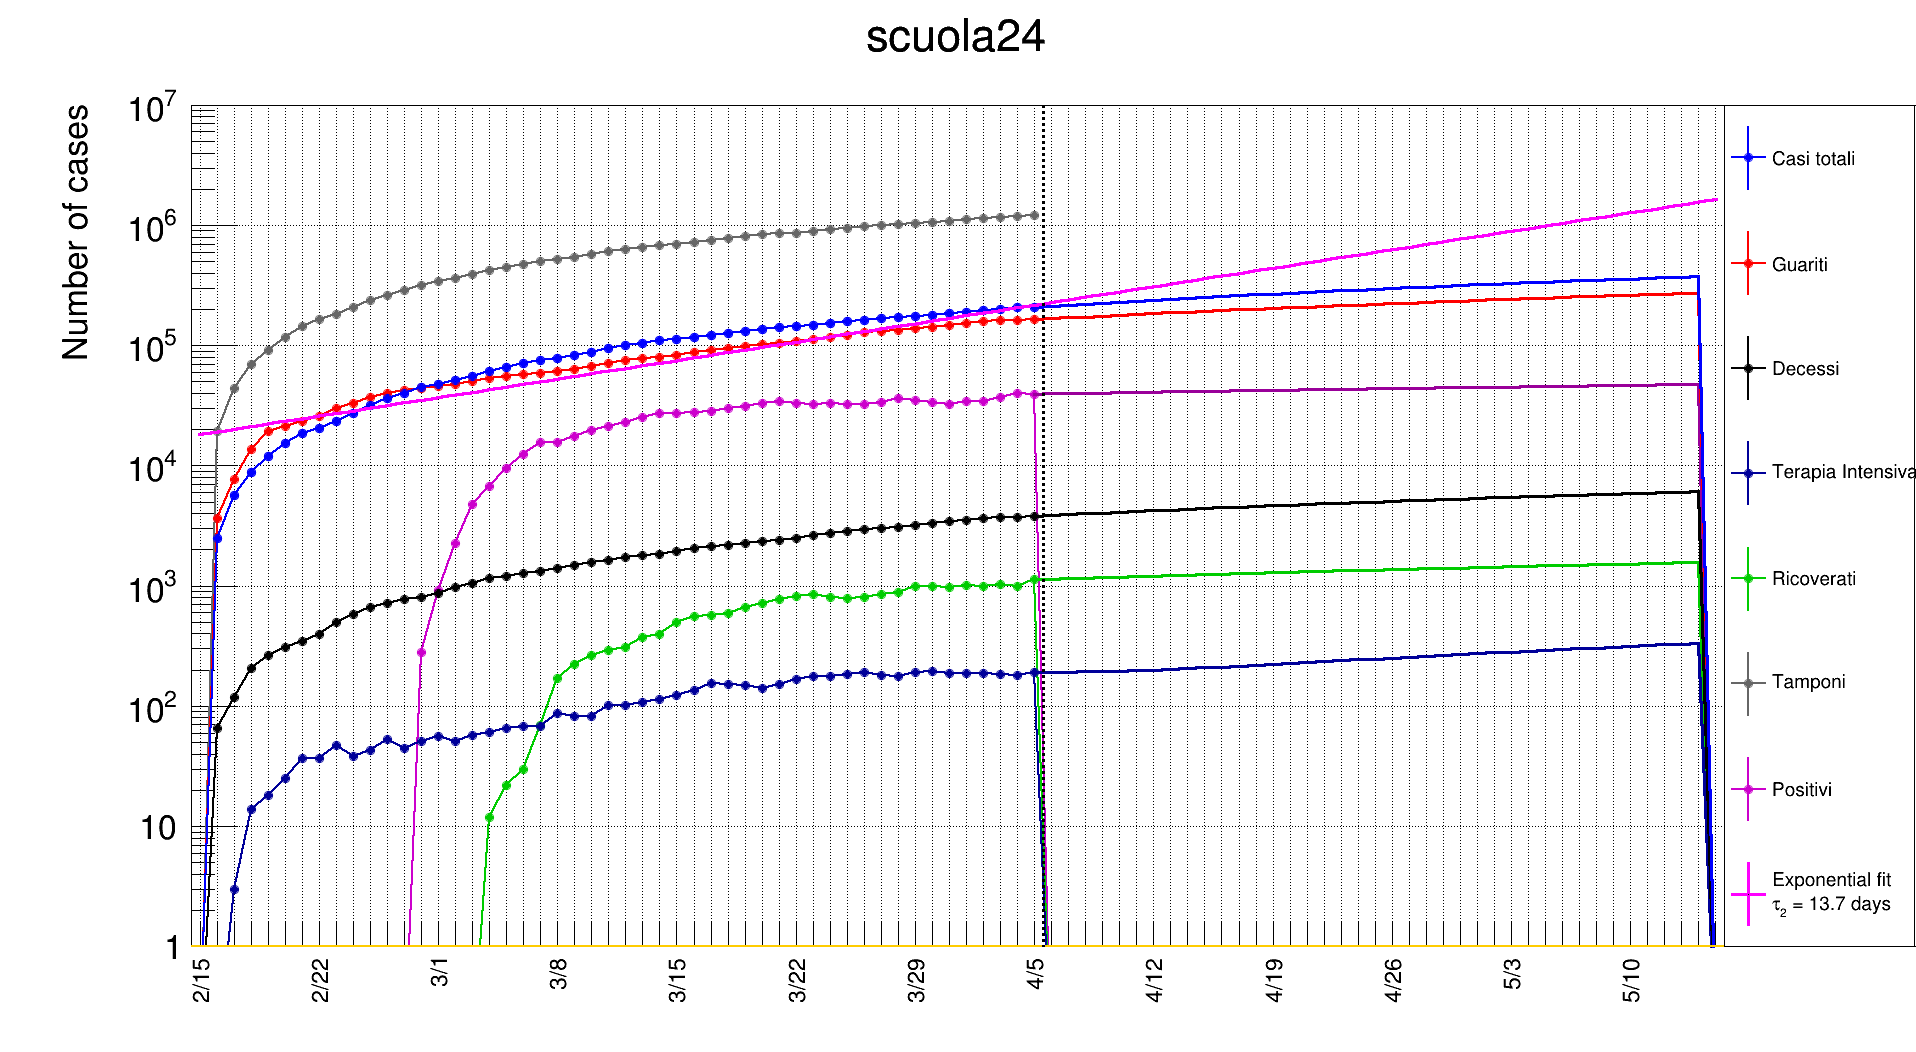 scuola24
Number of cases
10^7
10^6
10^5
10^4
10^3
10^2
10
1
2/15
2/22
3/1
3/8
3/15
3/22
3/29
4/5
4/12
4/19
4/26
5/3
5/10
Casi totali
Guariti
Decessi
Terapia Intensiva
Ricoverati
Tamponi
Positivi
Exponential fit
τ_2 = 13.7 days